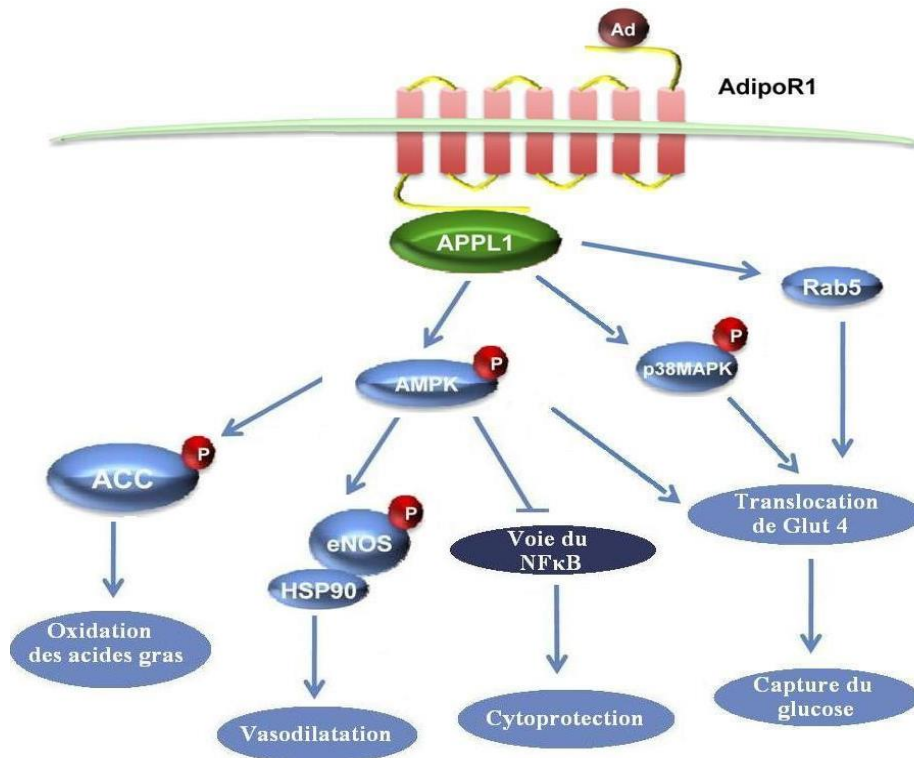 Ad
AdipoR1
APPL1
Rab5
P
p38MAPK
P
AMPK
P
ACC
P
eNOS
HSP90
Voie du
NFκB
Translocation
de Glut 4
Oxidation
des acides gras
Vasodilatation
Cytoprotection
Capture du
glucose